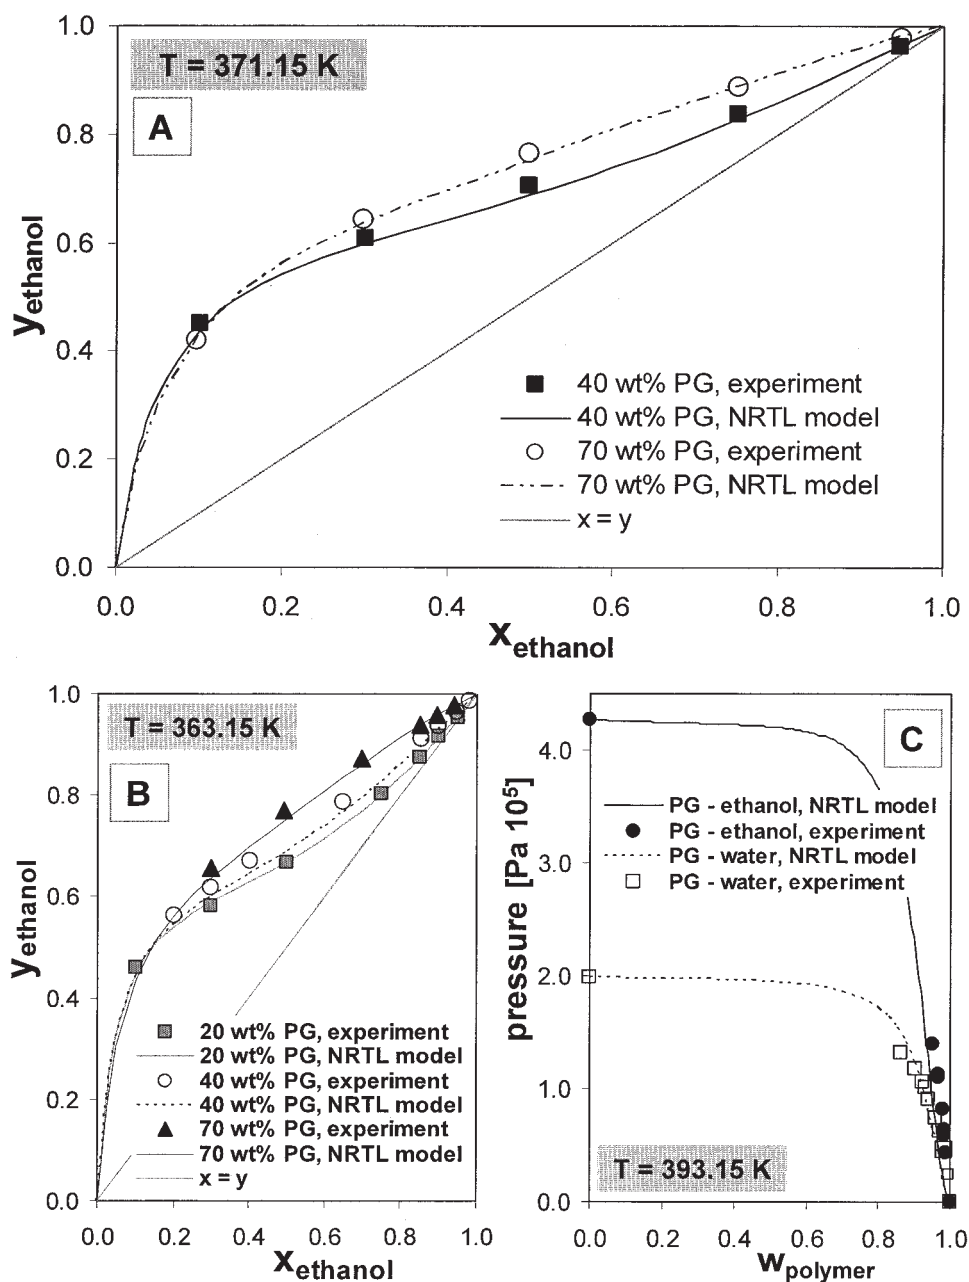 T = 371.15 K
A
yethanol
1.0
0.8
0.6
0.4
0.2
0.0
40 wt% PG, experiment
40 wt% PG, NRTL model
70 wt% PG, experiment
70 wt% PG, NRTL model
x = y
0.0 0.2 0.4 0.6 0.8 1.0
xethanol
T = 363.15 K
B
yethanol
1.0
0.8
0.6
0.4
0.2
0.0
20 wt% PG, experiment
20 wt% PG, NRTL model
40 wt% PG, experiment
40 wt% PG, NRTL model
70 wt% PG, experiment
70 wt% PG, NRTL model
x = y
0.0 0.2 0.4 0.6 0.8 1.0
xethanol
C
pressure [Pa 10⁵]
4.0
3.0
2.0
1.0
0.0
PG - ethanol, NRTL model
PG - ethanol, experiment
PG - water, NRTL model
PG - water, experiment
T = 393.15 K
0.0 0.2 0.4 0.6 0.8 1.0
wpolymer